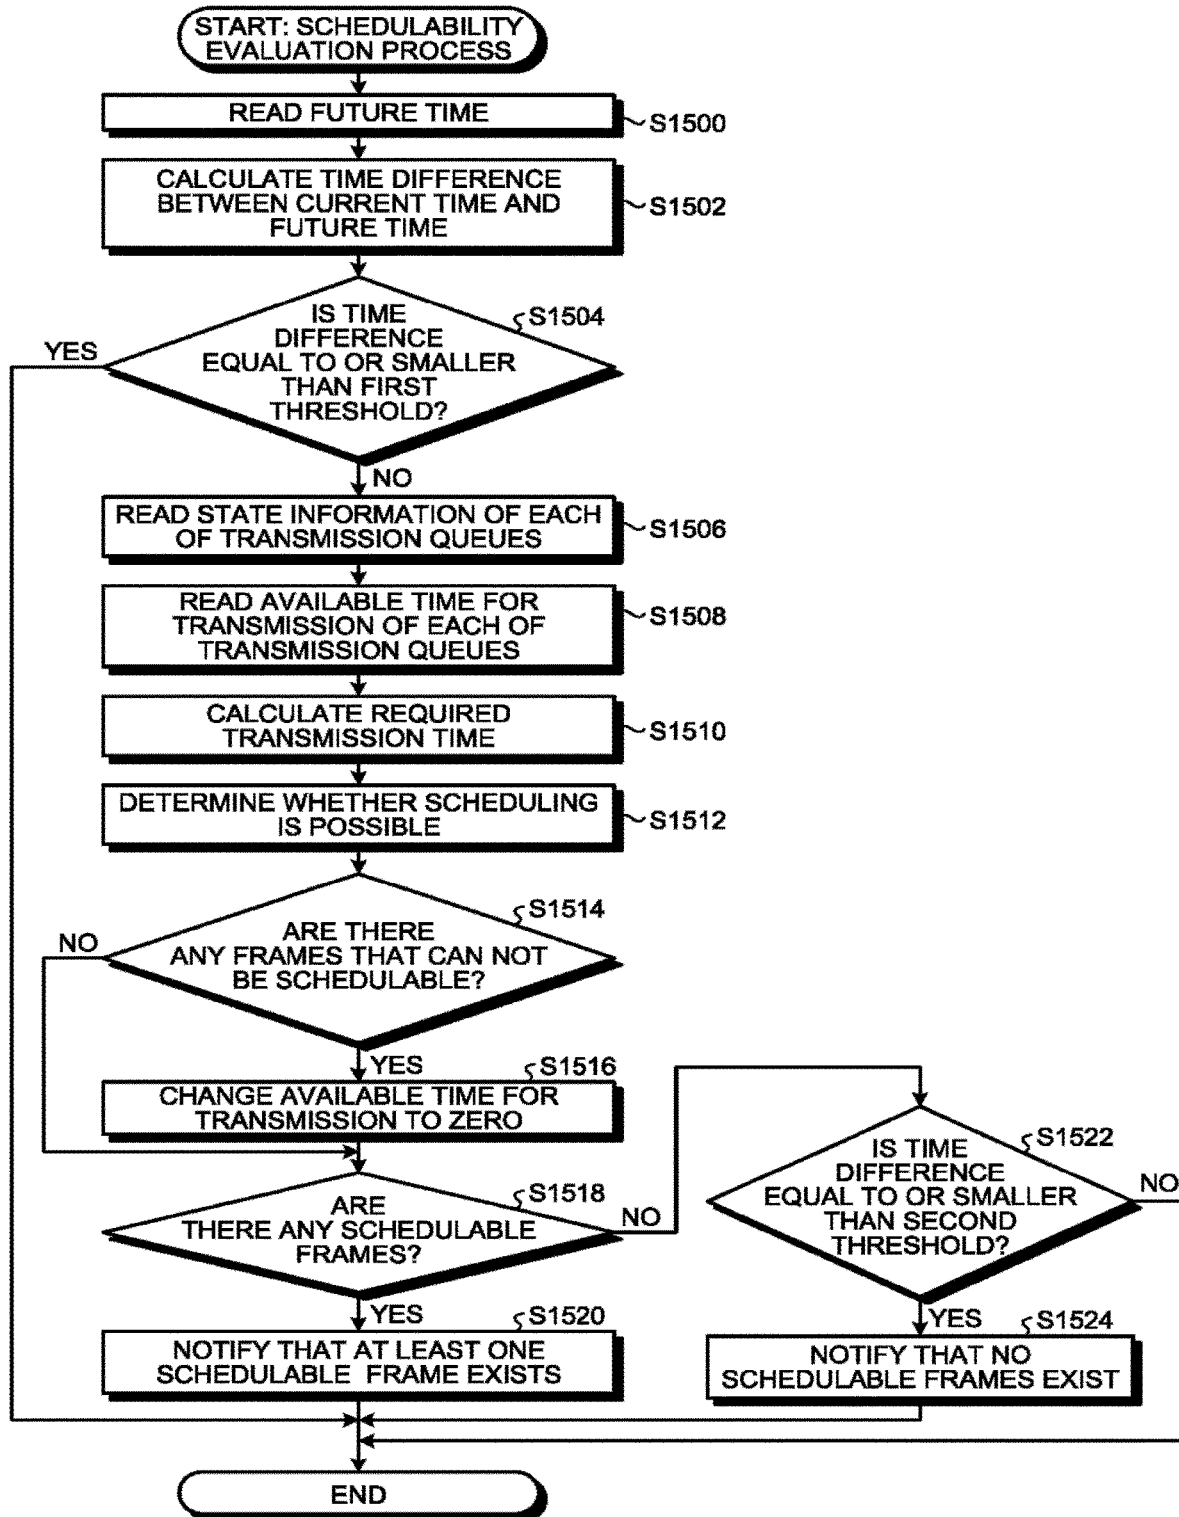 START: SCHEDULABILITY
EVALUATION PROCESS
READ FUTURE TIME
S1500
CALCULATE TIME DIFFERENCE
BETWEEN CURRENT TIME AND
FUTURE TIME
S1502
IS TIME
DIFFERENCE
EQUAL TO OR SMALLER
THAN FIRST
THRESHOLD?
S1504
YES
NO
READ STATE INFORMATION OF EACH
OF TRANSMISSION QUEUES
S1506
READ AVAILABLE TIME FOR
TRANSMISSION OF EACH OF
TRANSMISSION QUEUES
S1508
CALCULATE REQUIRED
TRANSMISSION TIME
S1510
DETERMINE WHETHER SCHEDULING
IS POSSIBLE
S1512
ARE THERE
ANY FRAMES THAT CAN NOT
BE SCHEDULABLE?
S1514
NO
YES
S1516
CHANGE AVAILABLE TIME FOR
TRANSMISSION TO ZERO
ARE
THERE ANY SCHEDULABLE
FRAMES?
S1518
NO
YES
S1520
NOTIFY THAT AT LEAST ONE
SCHEDULABLE FRAME EXISTS
IS TIME
DIFFERENCE
EQUAL TO OR SMALLER
THAN SECOND
THRESHOLD?
S1522
NO
YES
S1524
NOTIFY THAT NO
SCHEDULABLE FRAMES EXIST
END